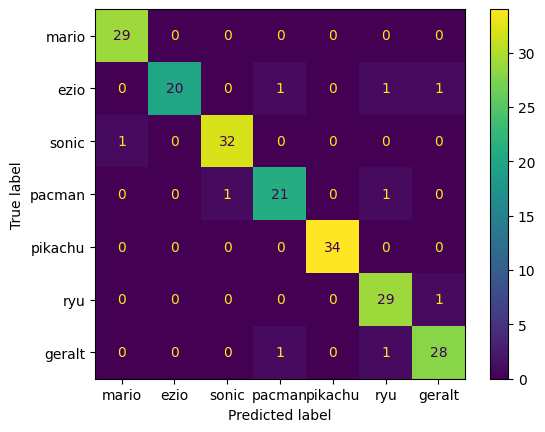 mario 29 0 0 0 0 0 0
ezio 0 20 0 1 0 1 1
sonic 1 0 32 0 0 0 0
pacman 0 0 1 21 0 1 0
pikachu 0 0 0 0 34 0 0
ryu 0 0 0 0 0 29 1
geralt 0 0 0 1 0 1 28
mario ezio sonic pacman pikachu ryu geralt
True label
Predicted label
30
25
20
15
10
5
0